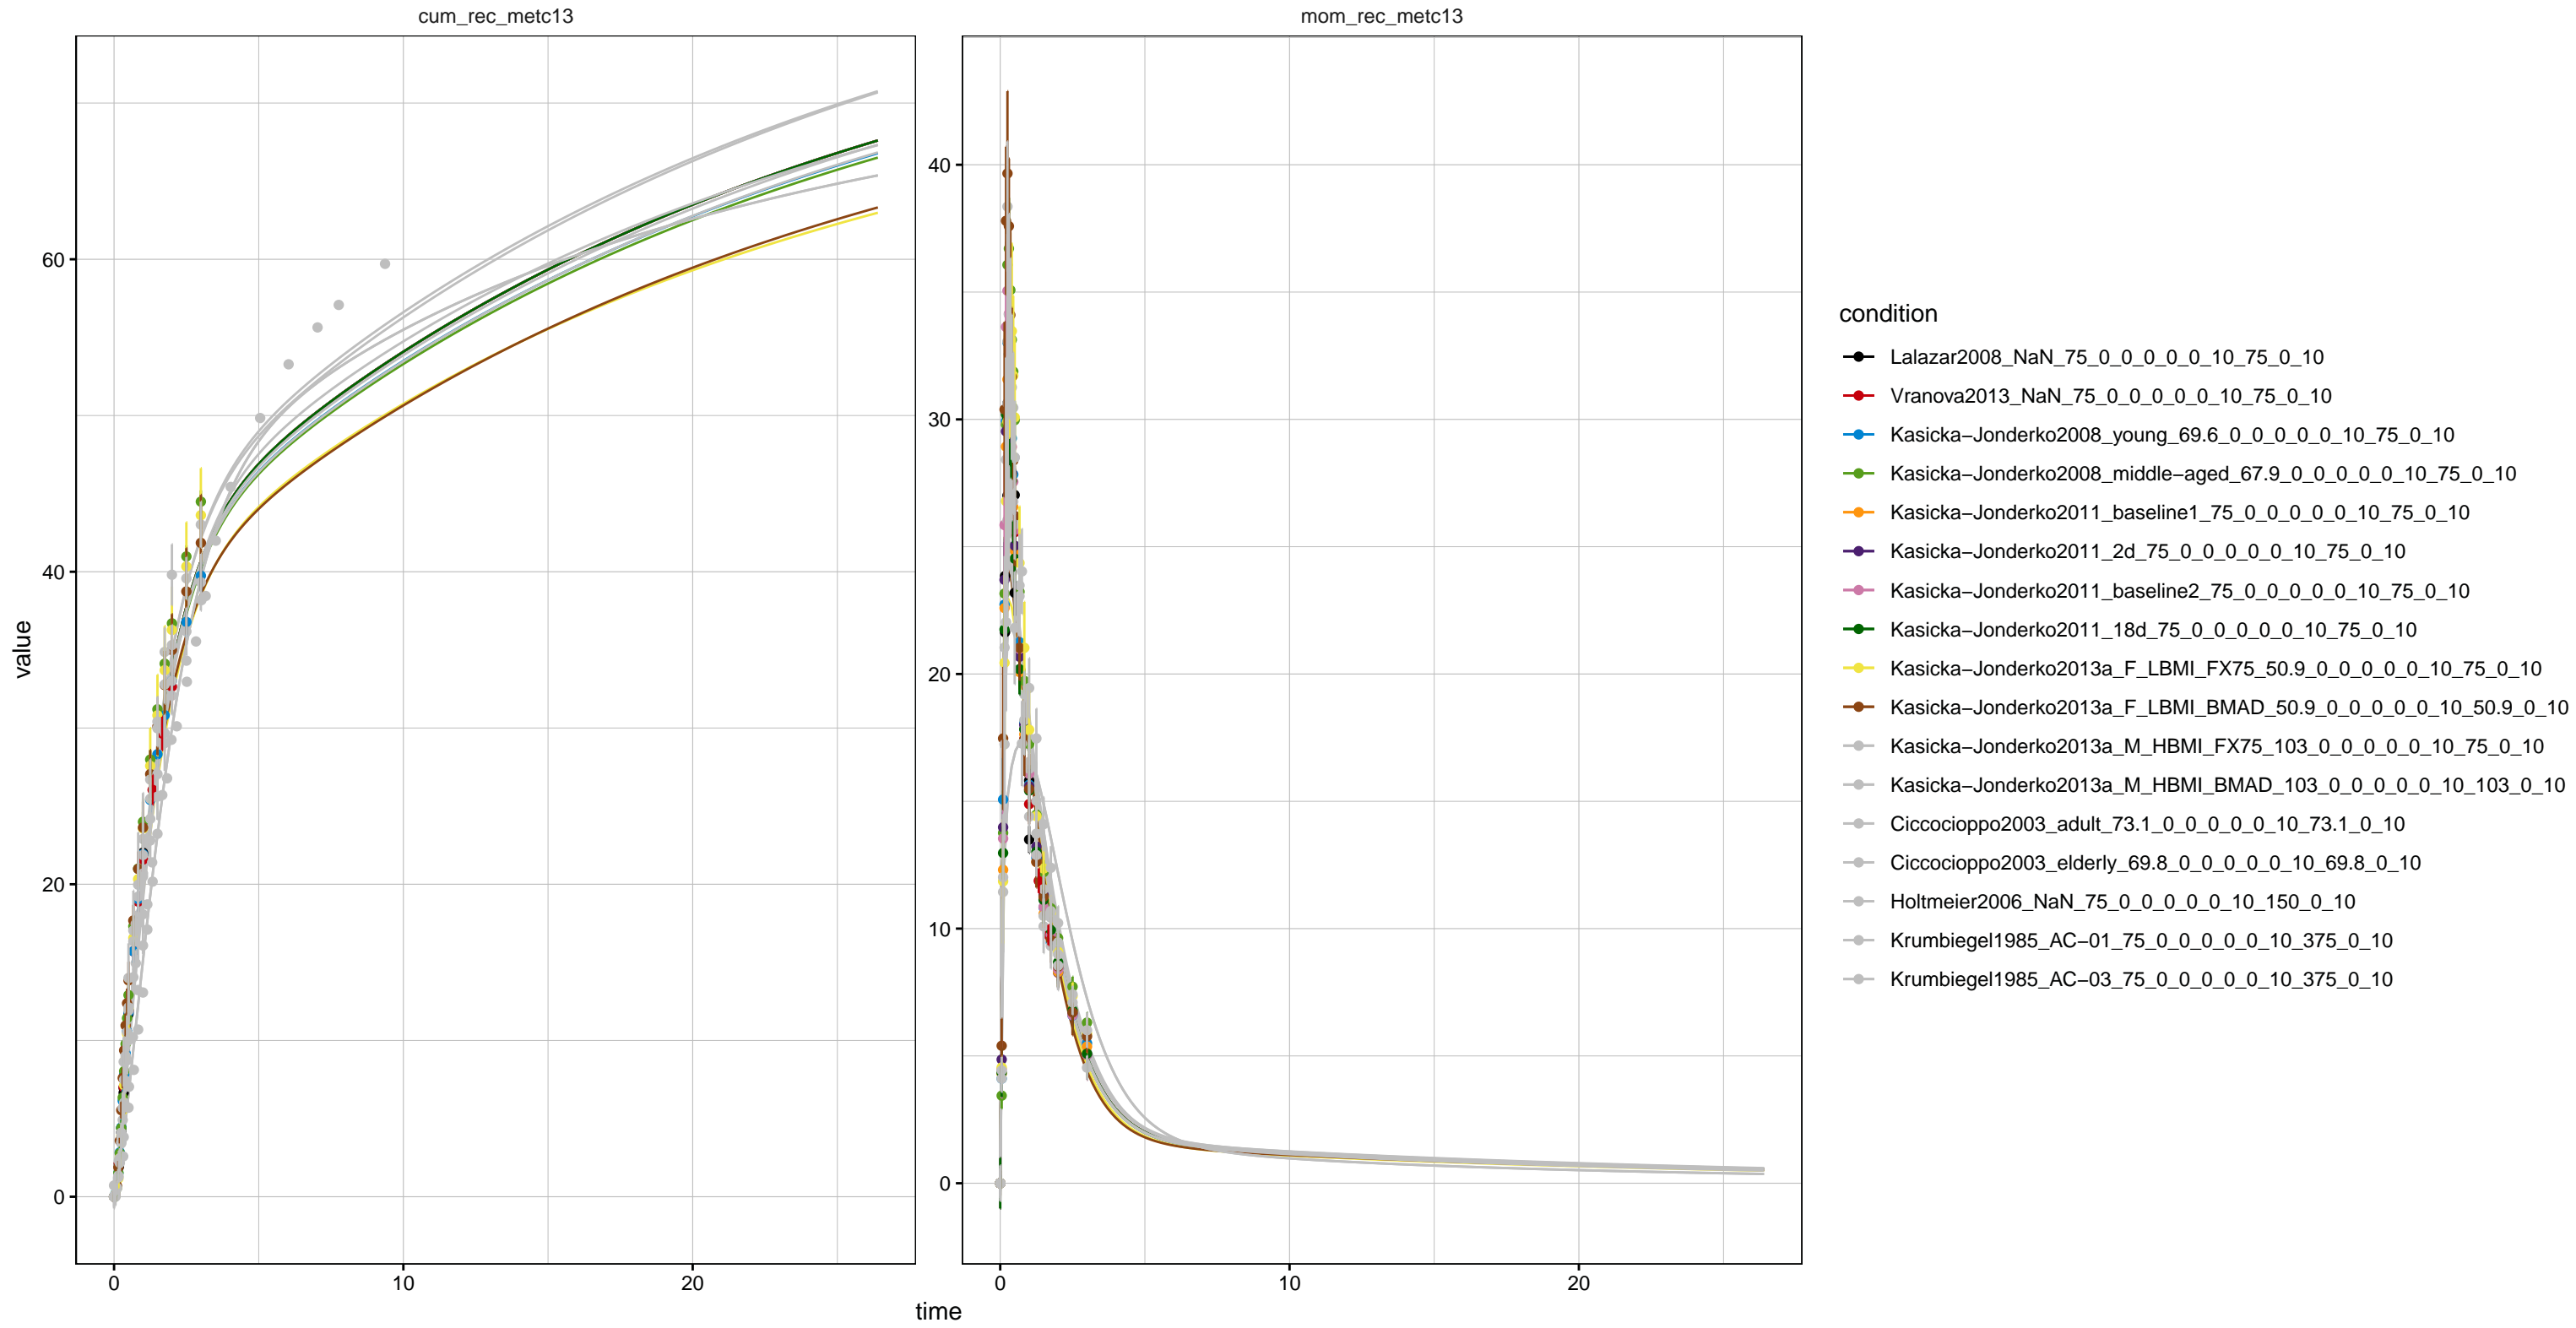 cum_rec_metc13
mom_rec_metc13
value
60
40
20
0
0
10
20
40
30
20
10
0
0
10
20
time
condition
Lalazar2008_NaN_75_0_0_0_0_0_10_75_0_10
Vranova2013_NaN_75_0_0_0_0_0_10_75_0_10
Kasicka−Jonderko2008_young_69.6_0_0_0_0_0_10_75_0_10
Kasicka−Jonderko2008_middle−aged_67.9_0_0_0_0_0_10_75_0_10
Kasicka−Jonderko2011_baseline1_75_0_0_0_0_0_10_75_0_10
Kasicka−Jonderko2011_2d_75_0_0_0_0_0_10_75_0_10
Kasicka−Jonderko2011_baseline2_75_0_0_0_0_0_10_75_0_10
Kasicka−Jonderko2011_18d_75_0_0_0_0_0_10_75_0_10
Kasicka−Jonderko2013a_F_LBMI_FX75_50.9_0_0_0_0_0_10_75_0_10
Kasicka−Jonderko2013a_F_LBMI_BMAD_50.9_0_0_0_0_0_10_50.9_0_10
Kasicka−Jonderko2013a_M_HBMI_FX75_103_0_0_0_0_0_10_75_0_10
Kasicka−Jonderko2013a_M_HBMI_BMAD_103_0_0_0_0_0_10_103_0_10
Ciccocioppo2003_adult_73.1_0_0_0_0_0_10_73.1_0_10
Ciccocioppo2003_elderly_69.8_0_0_0_0_0_10_69.8_0_10
Holtmeier2006_NaN_75_0_0_0_0_0_10_150_0_10
Krumbiegel1985_AC−01_75_0_0_0_0_0_10_375_0_10
Krumbiegel1985_AC−03_75_0_0_0_0_0_10_375_0_10